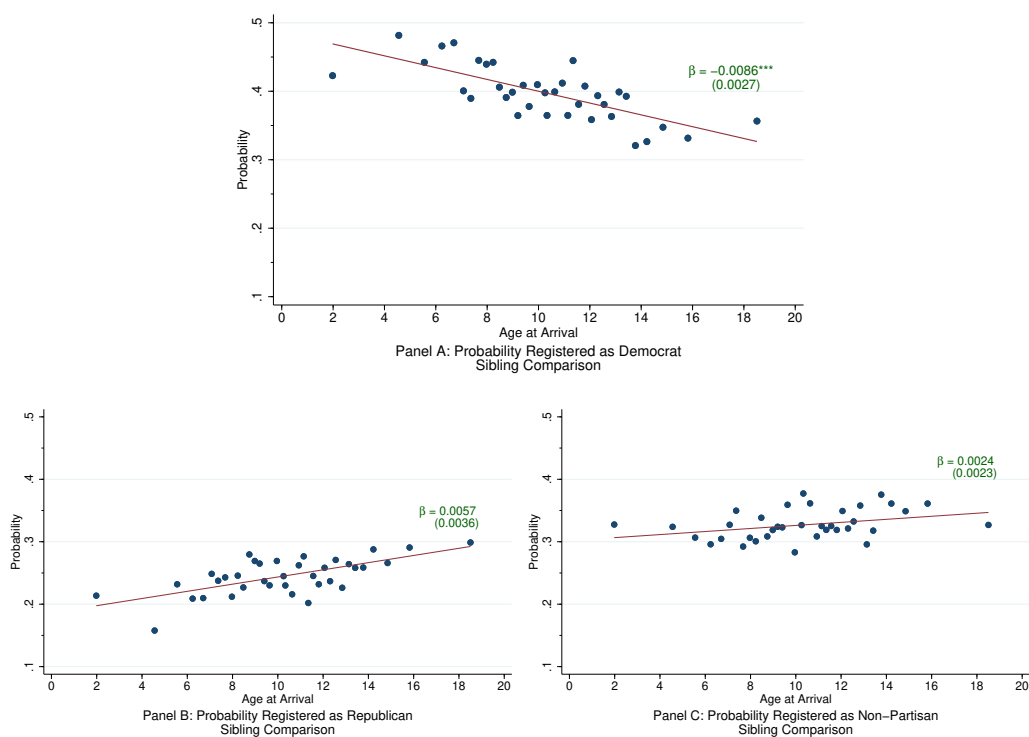 .5
.4
.3
.2
.1
Probability
β = −0.0086***
(0.0027)
0 2 4 6 8 10 12 14 16 18 20
Age at Arrival
Panel A: Probability Registered as Democrat
Sibling Comparison
.5
.4
.3
.2
.1
Probability
β = 0.0057
(0.0036)
0 2 4 6 8 10 12 14 16 18 20
Age at Arrival
Panel B: Probability Registered as Republican
Sibling Comparison
.5
.4
.3
.2
.1
Probability
β = 0.0024
(0.0023)
0 2 4 6 8 10 12 14 16 18 20
Age at Arrival
Panel C: Probability Registered as Non−Partisan
Sibling Comparison